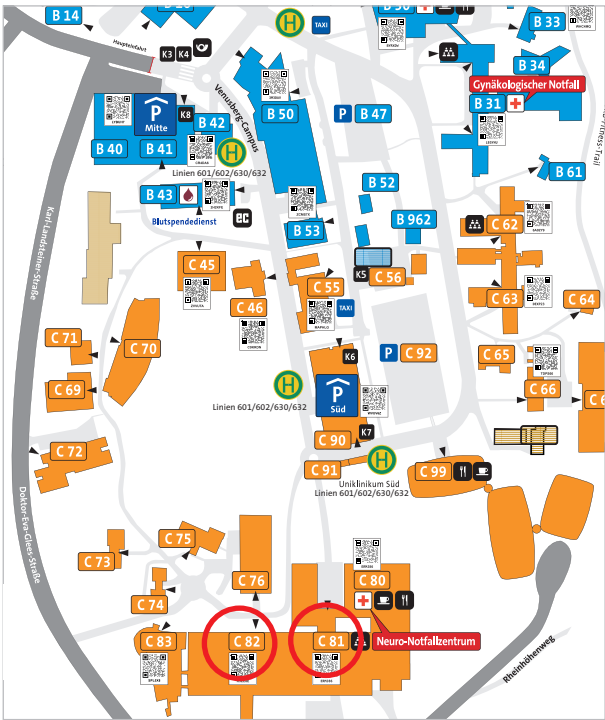 B 14
Haupteinfahrt
K3 K4
H
TAXI
B 33
B 34
Gynäkologischer Notfall
B 31
Venusberg-Campus
P
Mitte
K8
B 42
B 40
B 41
H
Linien 601/602/630/632
B 50
P
B 47
B 61
B 43
Blutspendedienst
ec
B 52
B 53
B 962
C 62
Karl-Landsteiner-Straße
C 45
C 46
C 55
TAXI
K5
C 56
C 63
C 64
C 71
C 70
C 69
K6
P
C 92
C 65
C 66
H
Linien 601/602/630/632
P
Süd
C 90
K7
C 72
C 91
H
Uniklinikum Süd
Linien 601/602/630/632
C 99
Doktor-Eva-Glees-Straße
C 73
C 75
C 74
C 76
C 80
C 83
C 82
C 81
Neuro-Notfallzentrum
Rheinhöhenweg